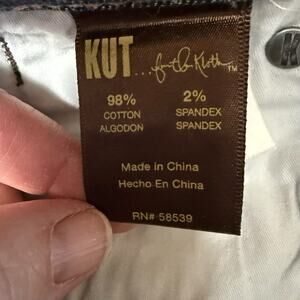 KUT... from the Kloth™
98% 2%
COTTON SPANDEX
ALGODON SPANDEX
Made in China
Hecho En China
RN# 58539
K